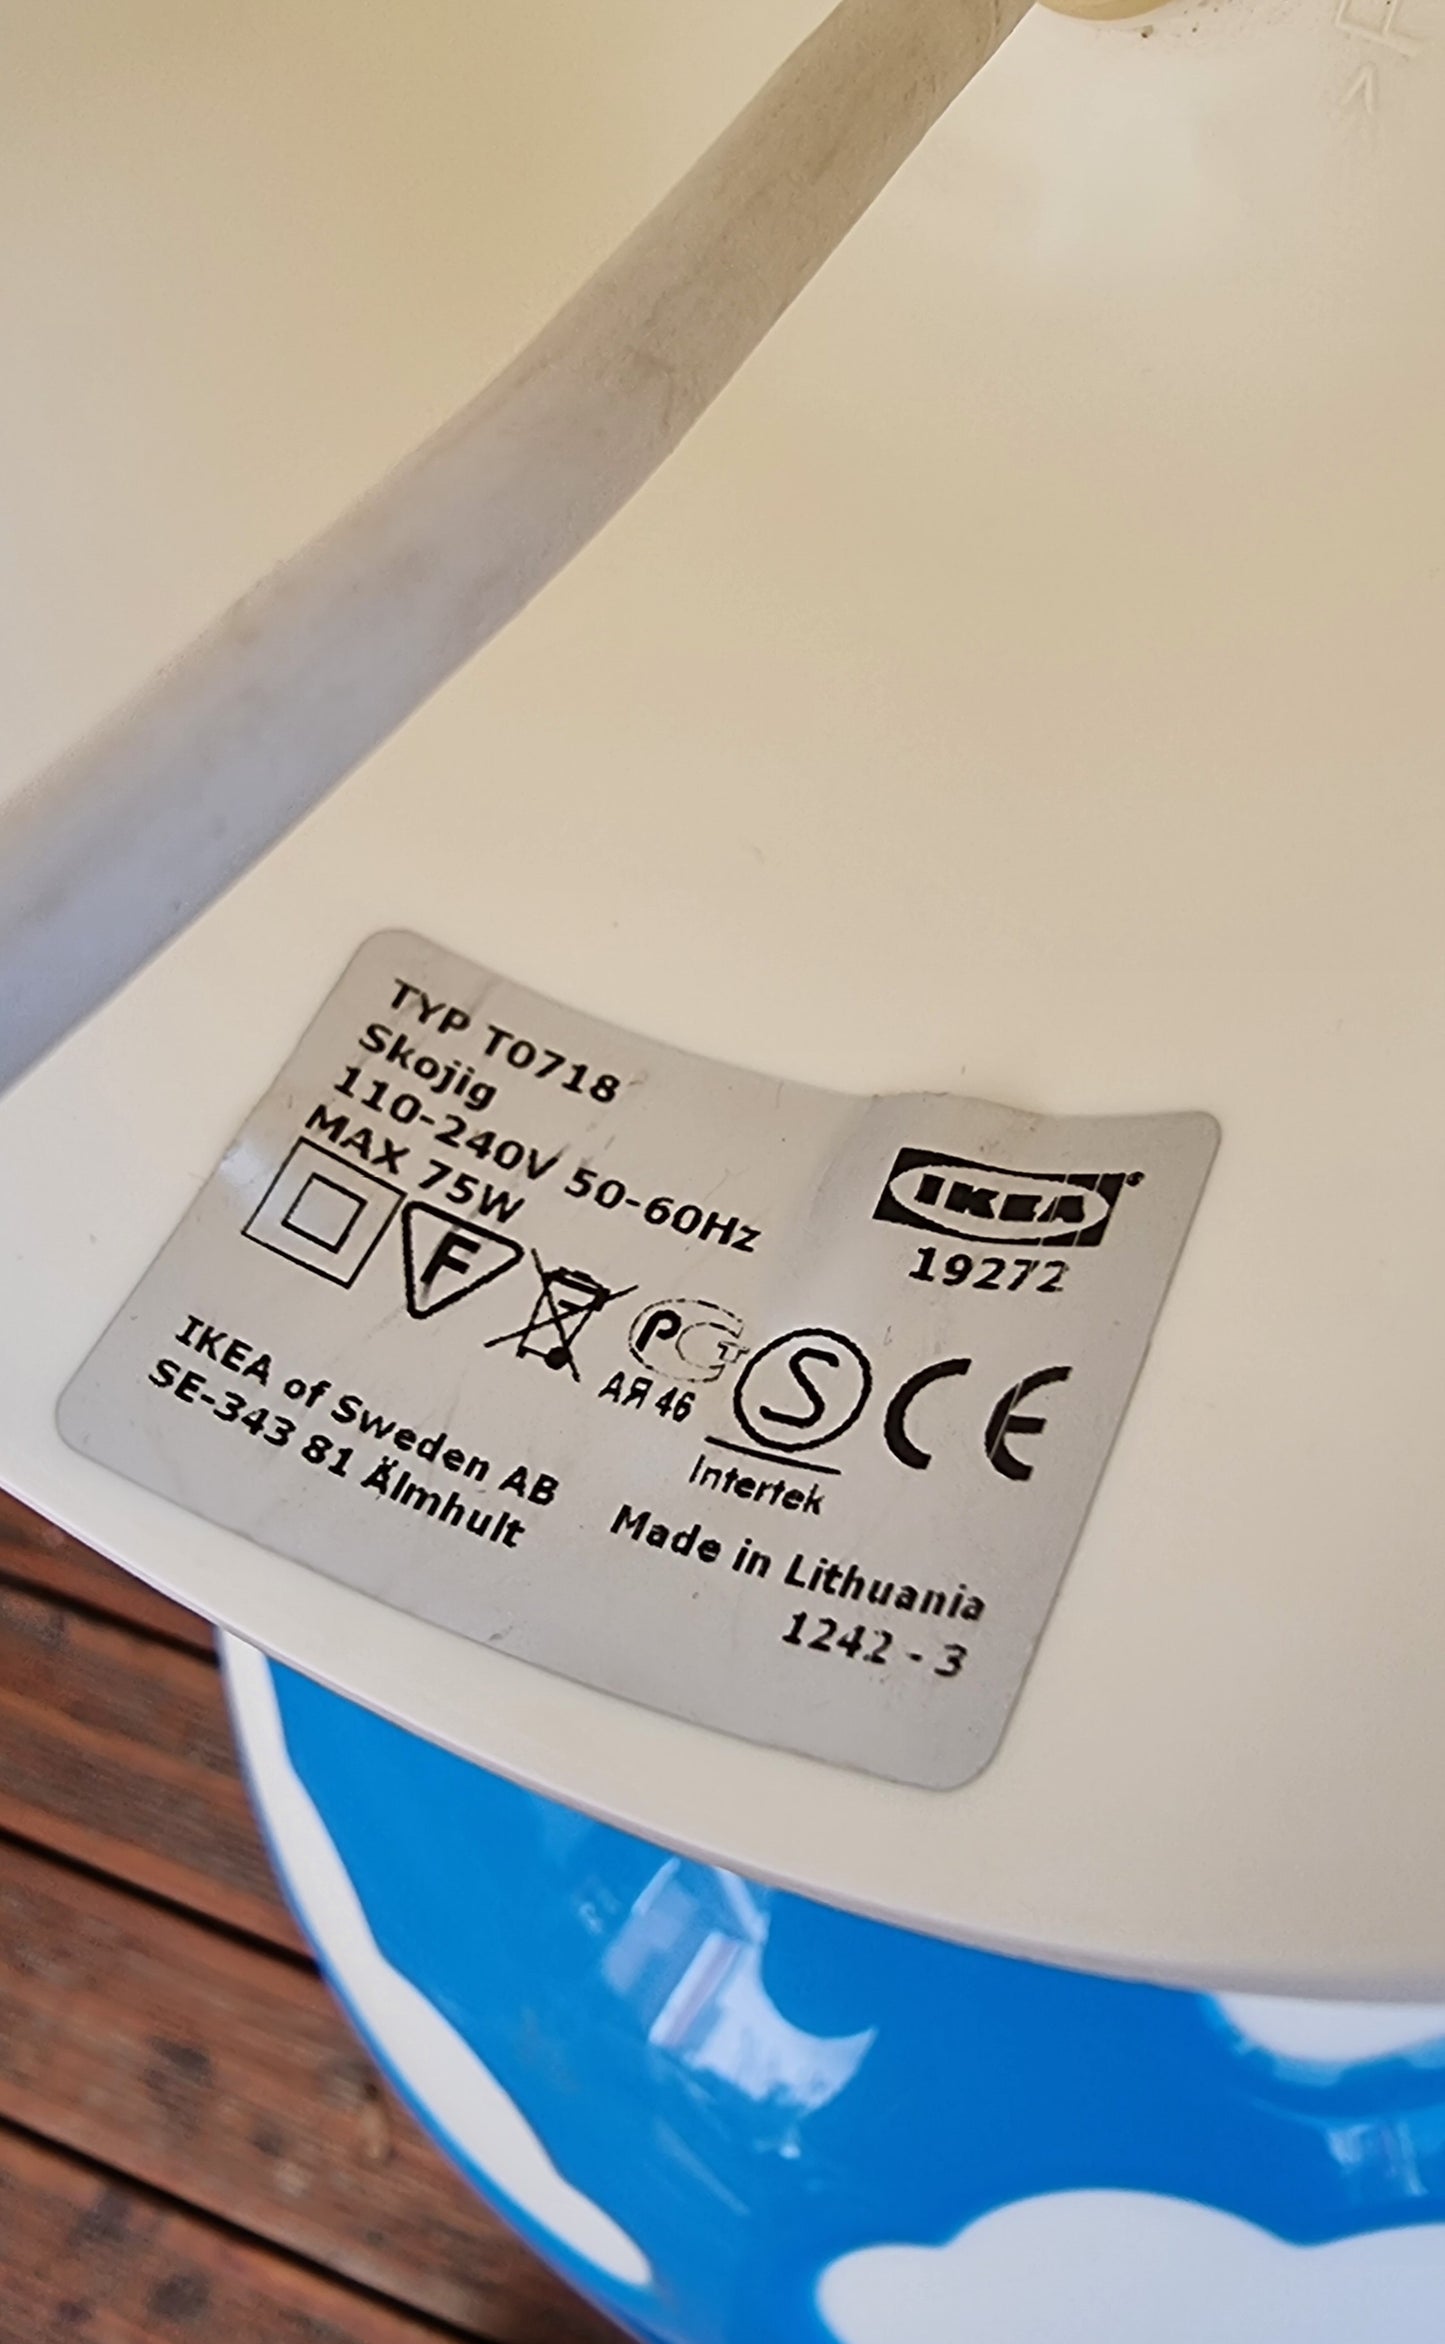 TYP T0718
Skojig
110-240V 50-60Hz
MAX 75W
IKEA®
19272
F
PCT
АЯ 46
S
Intertek
CE
IKEA of Sweden AB
SE-343 81 Älmhult
Made in Lithuania
1242 - 3